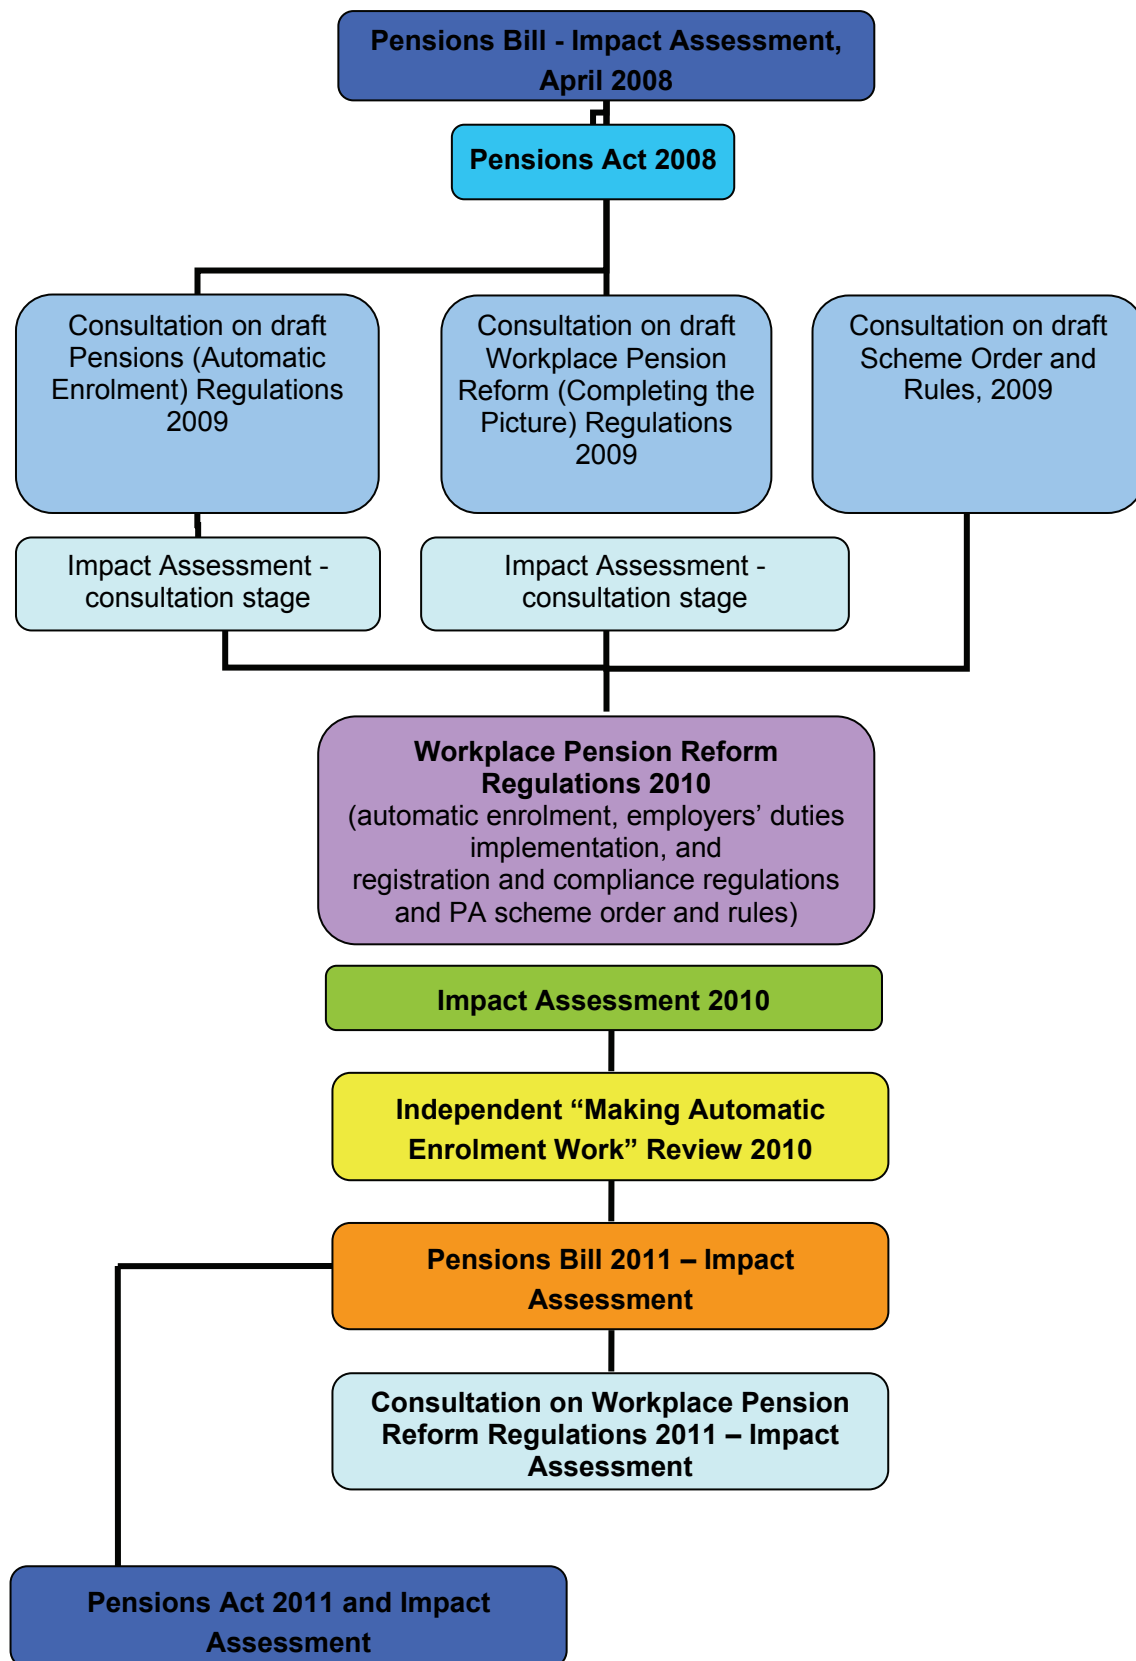 Pensions Bill - Impact Assessment,
April 2008
Pensions Act 2008
Consultation on draft
Pensions (Automatic
Enrolment) Regulations
2009
Consultation on draft
Workplace Pension
Reform (Completing the
Picture) Regulations
2009
Consultation on draft
Scheme Order and
Rules, 2009
Impact Assessment -
consultation stage
Impact Assessment -
consultation stage
Workplace Pension Reform
Regulations 2010
(automatic enrolment, employers’ duties
implementation, and
registration and compliance regulations
and PA scheme order and rules)
Impact Assessment 2010
Independent “Making Automatic
Enrolment Work” Review 2010
Pensions Bill 2011 – Impact
Assessment
Consultation on Workplace Pension
Reform Regulations 2011 – Impact
Assessment
Pensions Act 2011 and Impact
Assessment